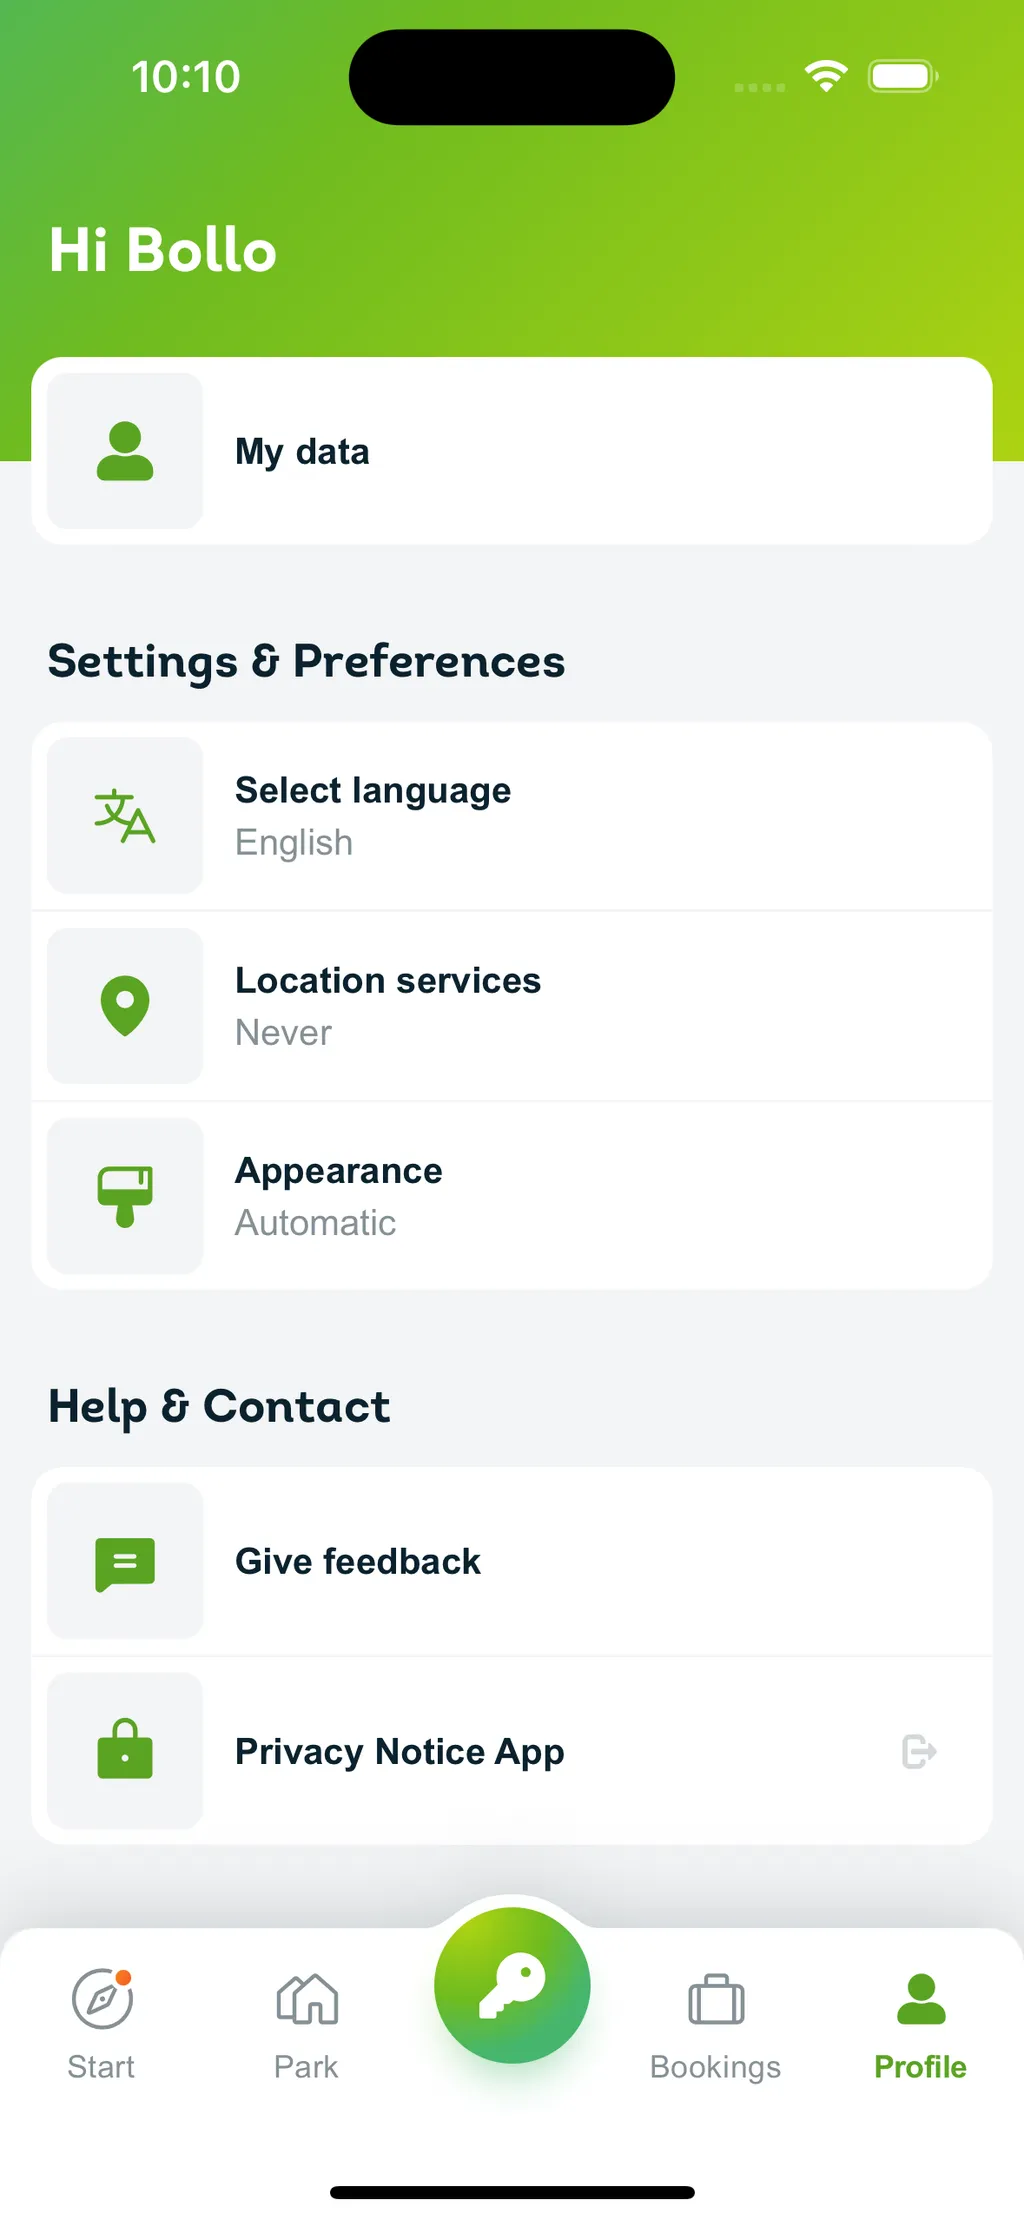 10:10
Hi Bollo
My data
Settings & Preferences
Select language
English
Location services
Never
Appearance
Automatic
Help & Contact
Give feedback
Privacy Notice App
Start
Park
Bookings
Profile